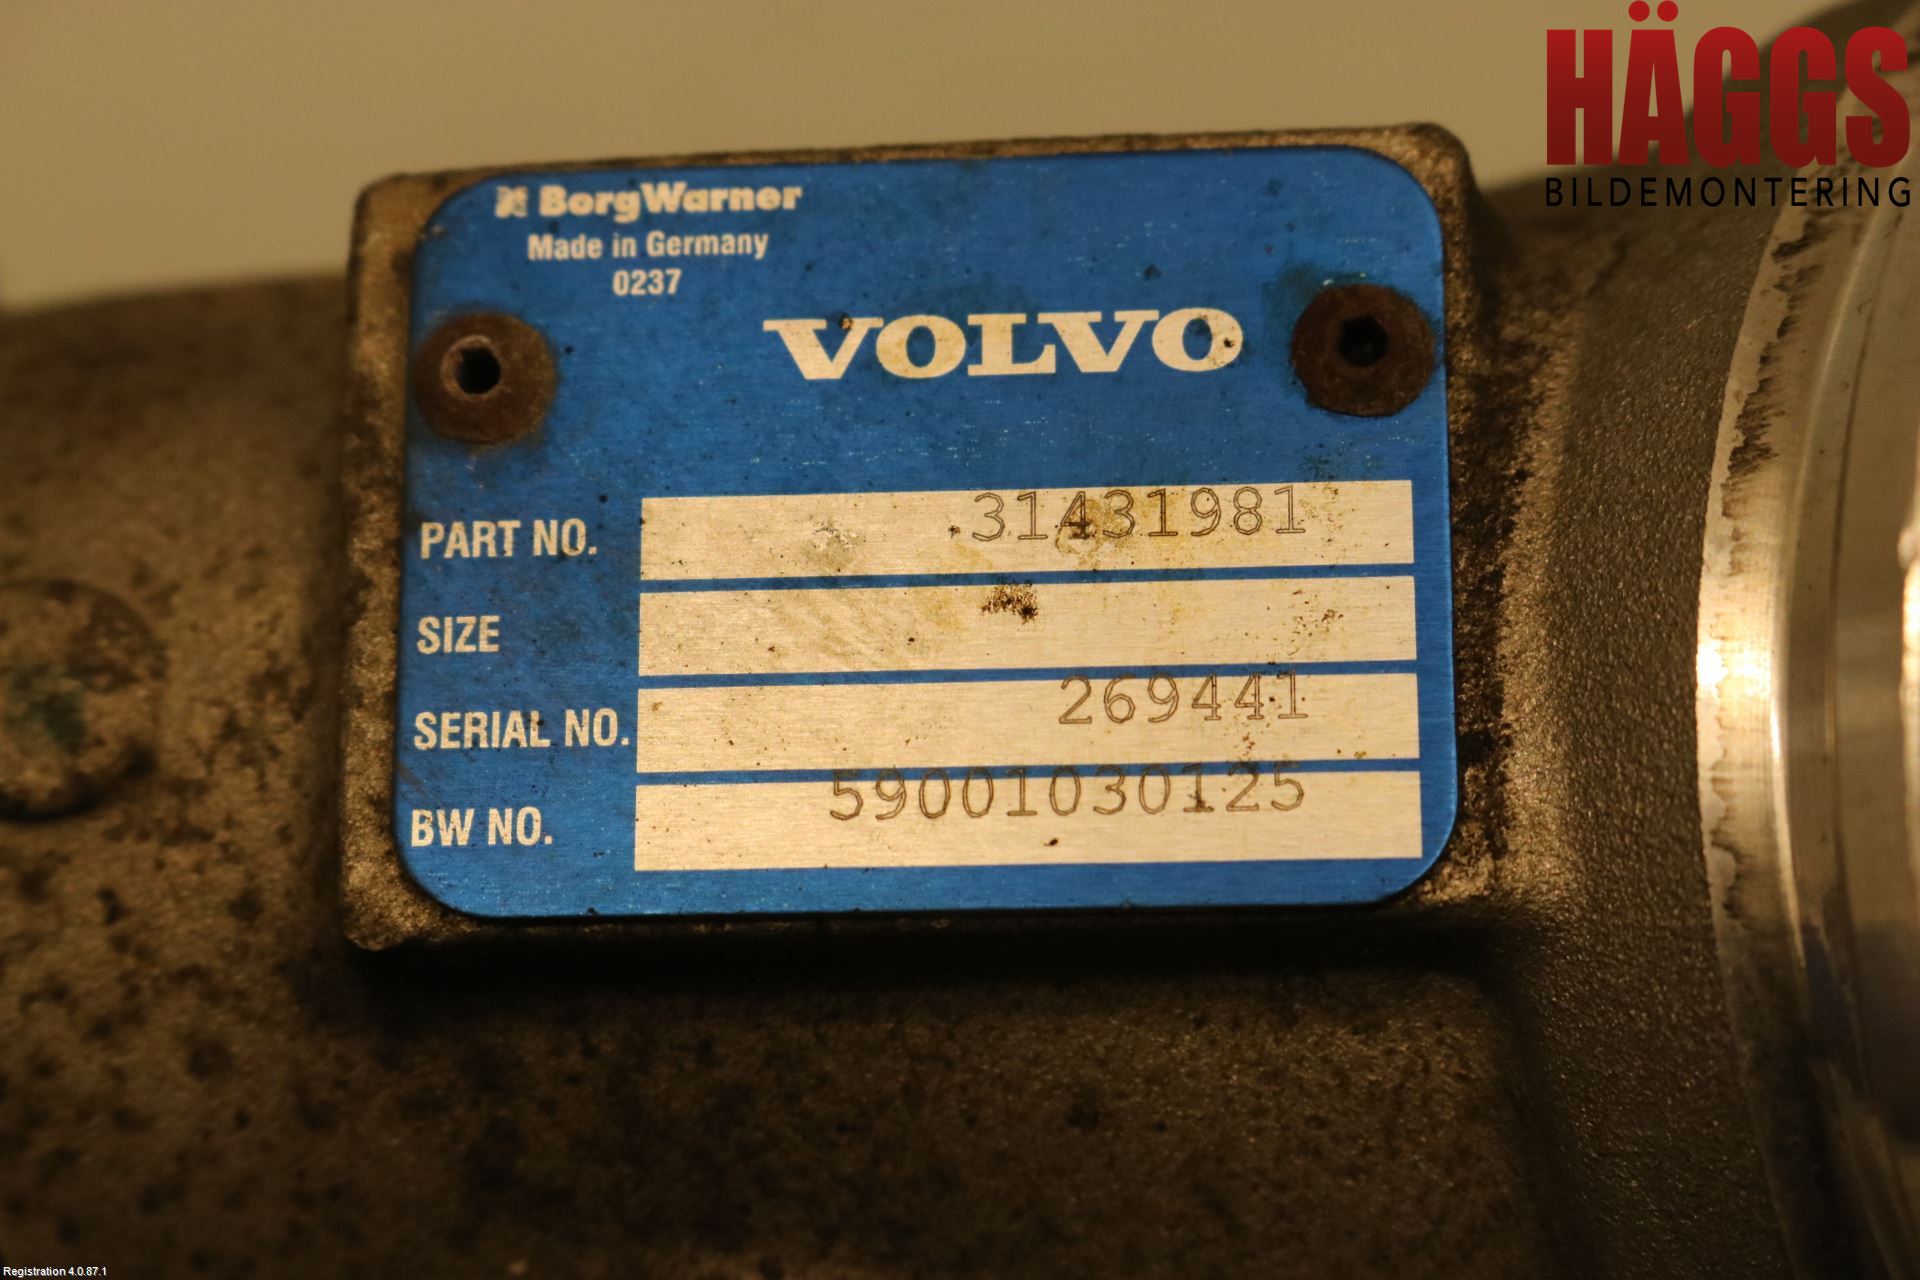 HÄGGS
BILDEMONTERING
BorgWarner
Made in Germany
0237
VOLVO
PART NO. 31431981
SIZE
SERIAL NO. 269441
BW NO. 59001030125
Registration 4.0.87.1